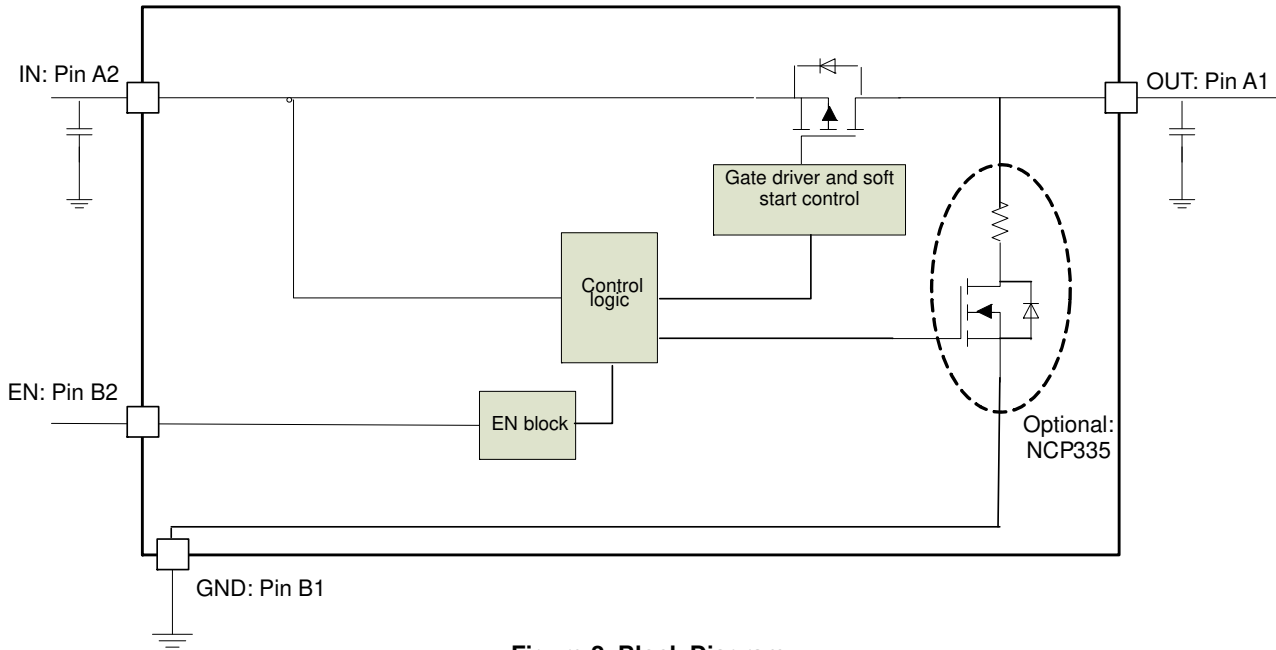 IN: Pin A2
OUT: Pin A1
Gate driver and soft
start control
Control
logic
EN: Pin B2
EN block
Optional:
NCP335
GND: Pin B1